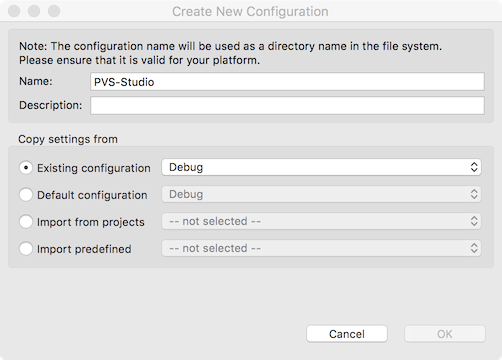 Create New Configuration
Note: The configuration name will be used as a directory name in the file system.
Please ensure that it is valid for your platform.
Name: PVS-Studio
Description:
Copy settings from
Existing configuration Debug
Default configuration Debug
Import from projects -- not selected --
Import predefined -- not selected --
Cancel OK